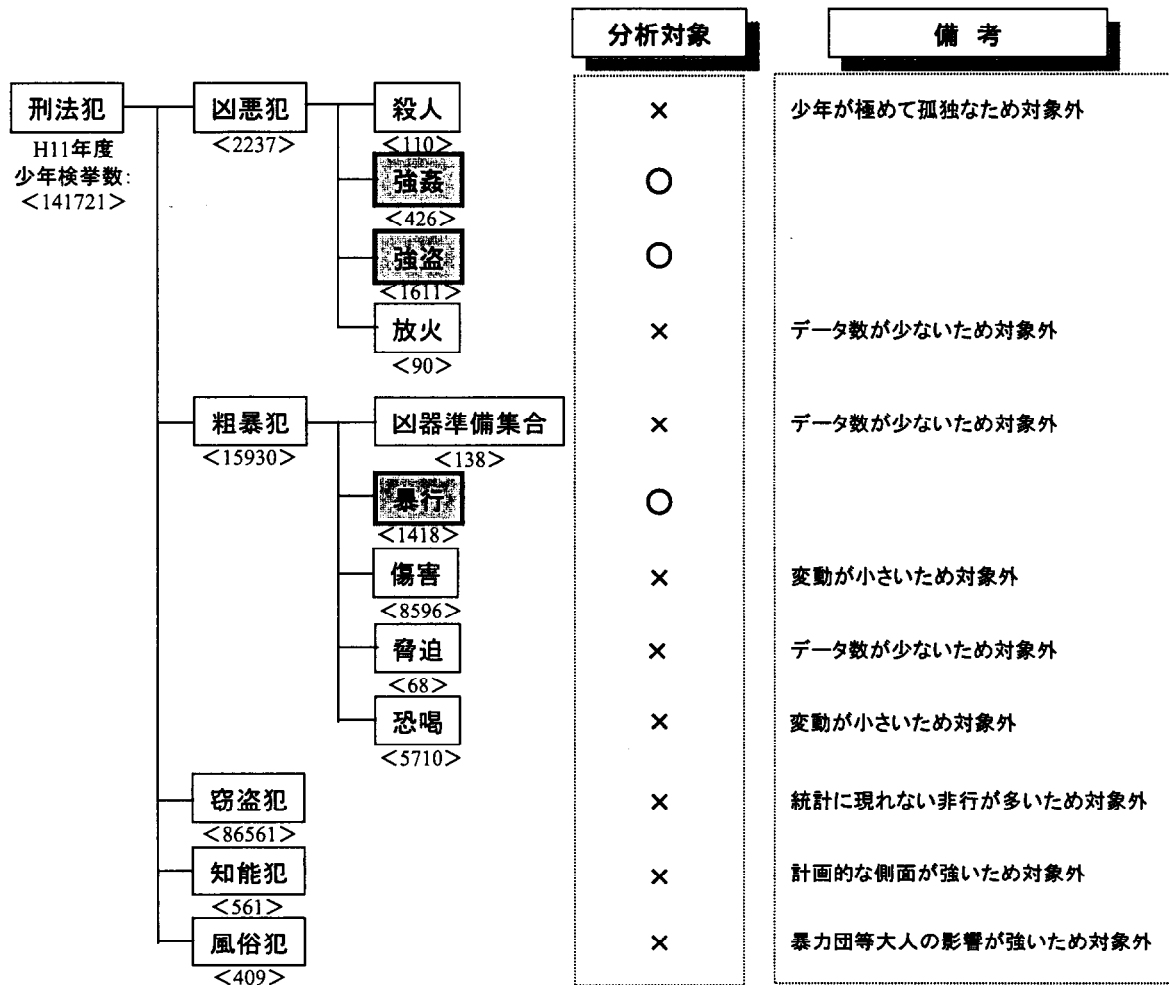 分析対象
備 考
刑法犯
H11年度
少年検挙数:
<141721>
凶悪犯
<2237>
殺人
<110>
×
少年が極めて孤独なため対象外
強姦
<426>
○
強盗
<1611>
○
放火
<90>
×
データ数が少ないため対象外
粗暴犯
<15930>
凶器準備集合
<138>
×
データ数が少ないため対象外
暴行
<1418>
○
傷害
<8596>
×
変動が小さいため対象外
脅迫
<68>
×
データ数が少ないため対象外
恐喝
<5710>
×
変動が小さいため対象外
窃盗犯
<86561>
×
統計に現れない非行が多いため対象外
知能犯
<561>
×
計画的な側面が強いため対象外
風俗犯
<409>
×
暴力団等大人の影響が強いため対象外